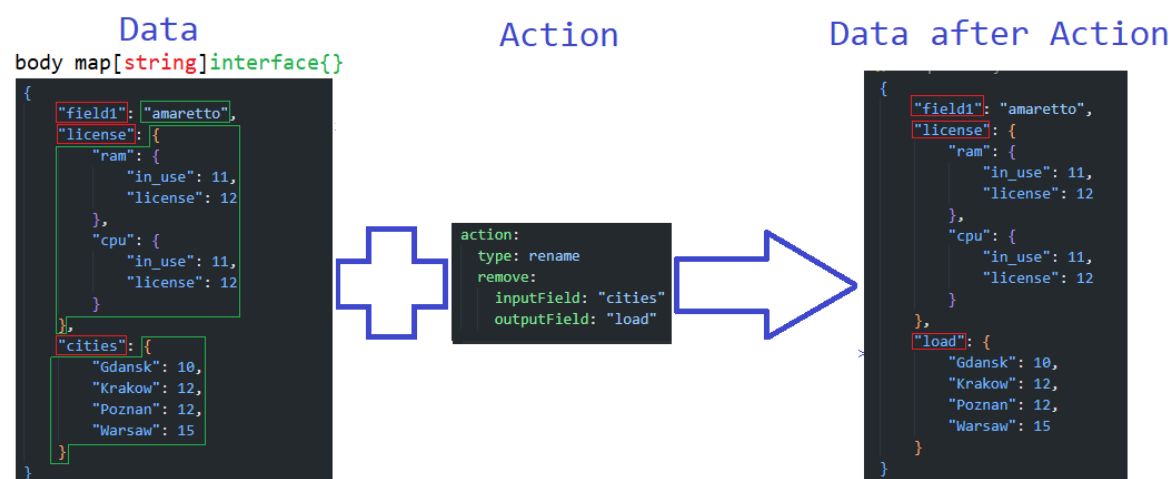 Data
body map[string]interface{}
{
"field1": "amaretto",
"license": {
"ram": {
"in_use": 11,
"license": 12
},
"cpu": {
"in_use": 11,
"license": 12
}
},
"cities": {
"Gdansk": 10,
"Krakow": 12,
"Poznan": 12,
"Warsaw": 15
}
}
Action
action:
type: rename
remove:
inputField: "cities"
outputField: "load"
Data after Action
{
"field1": "amaretto",
"license": {
"ram": {
"in_use": 11,
"license": 12
},
"cpu": {
"in_use": 11,
"license": 12
}
},
"load": {
"Gdansk": 10,
"Krakow": 12,
"Poznan": 12,
"Warsaw": 15
}
}